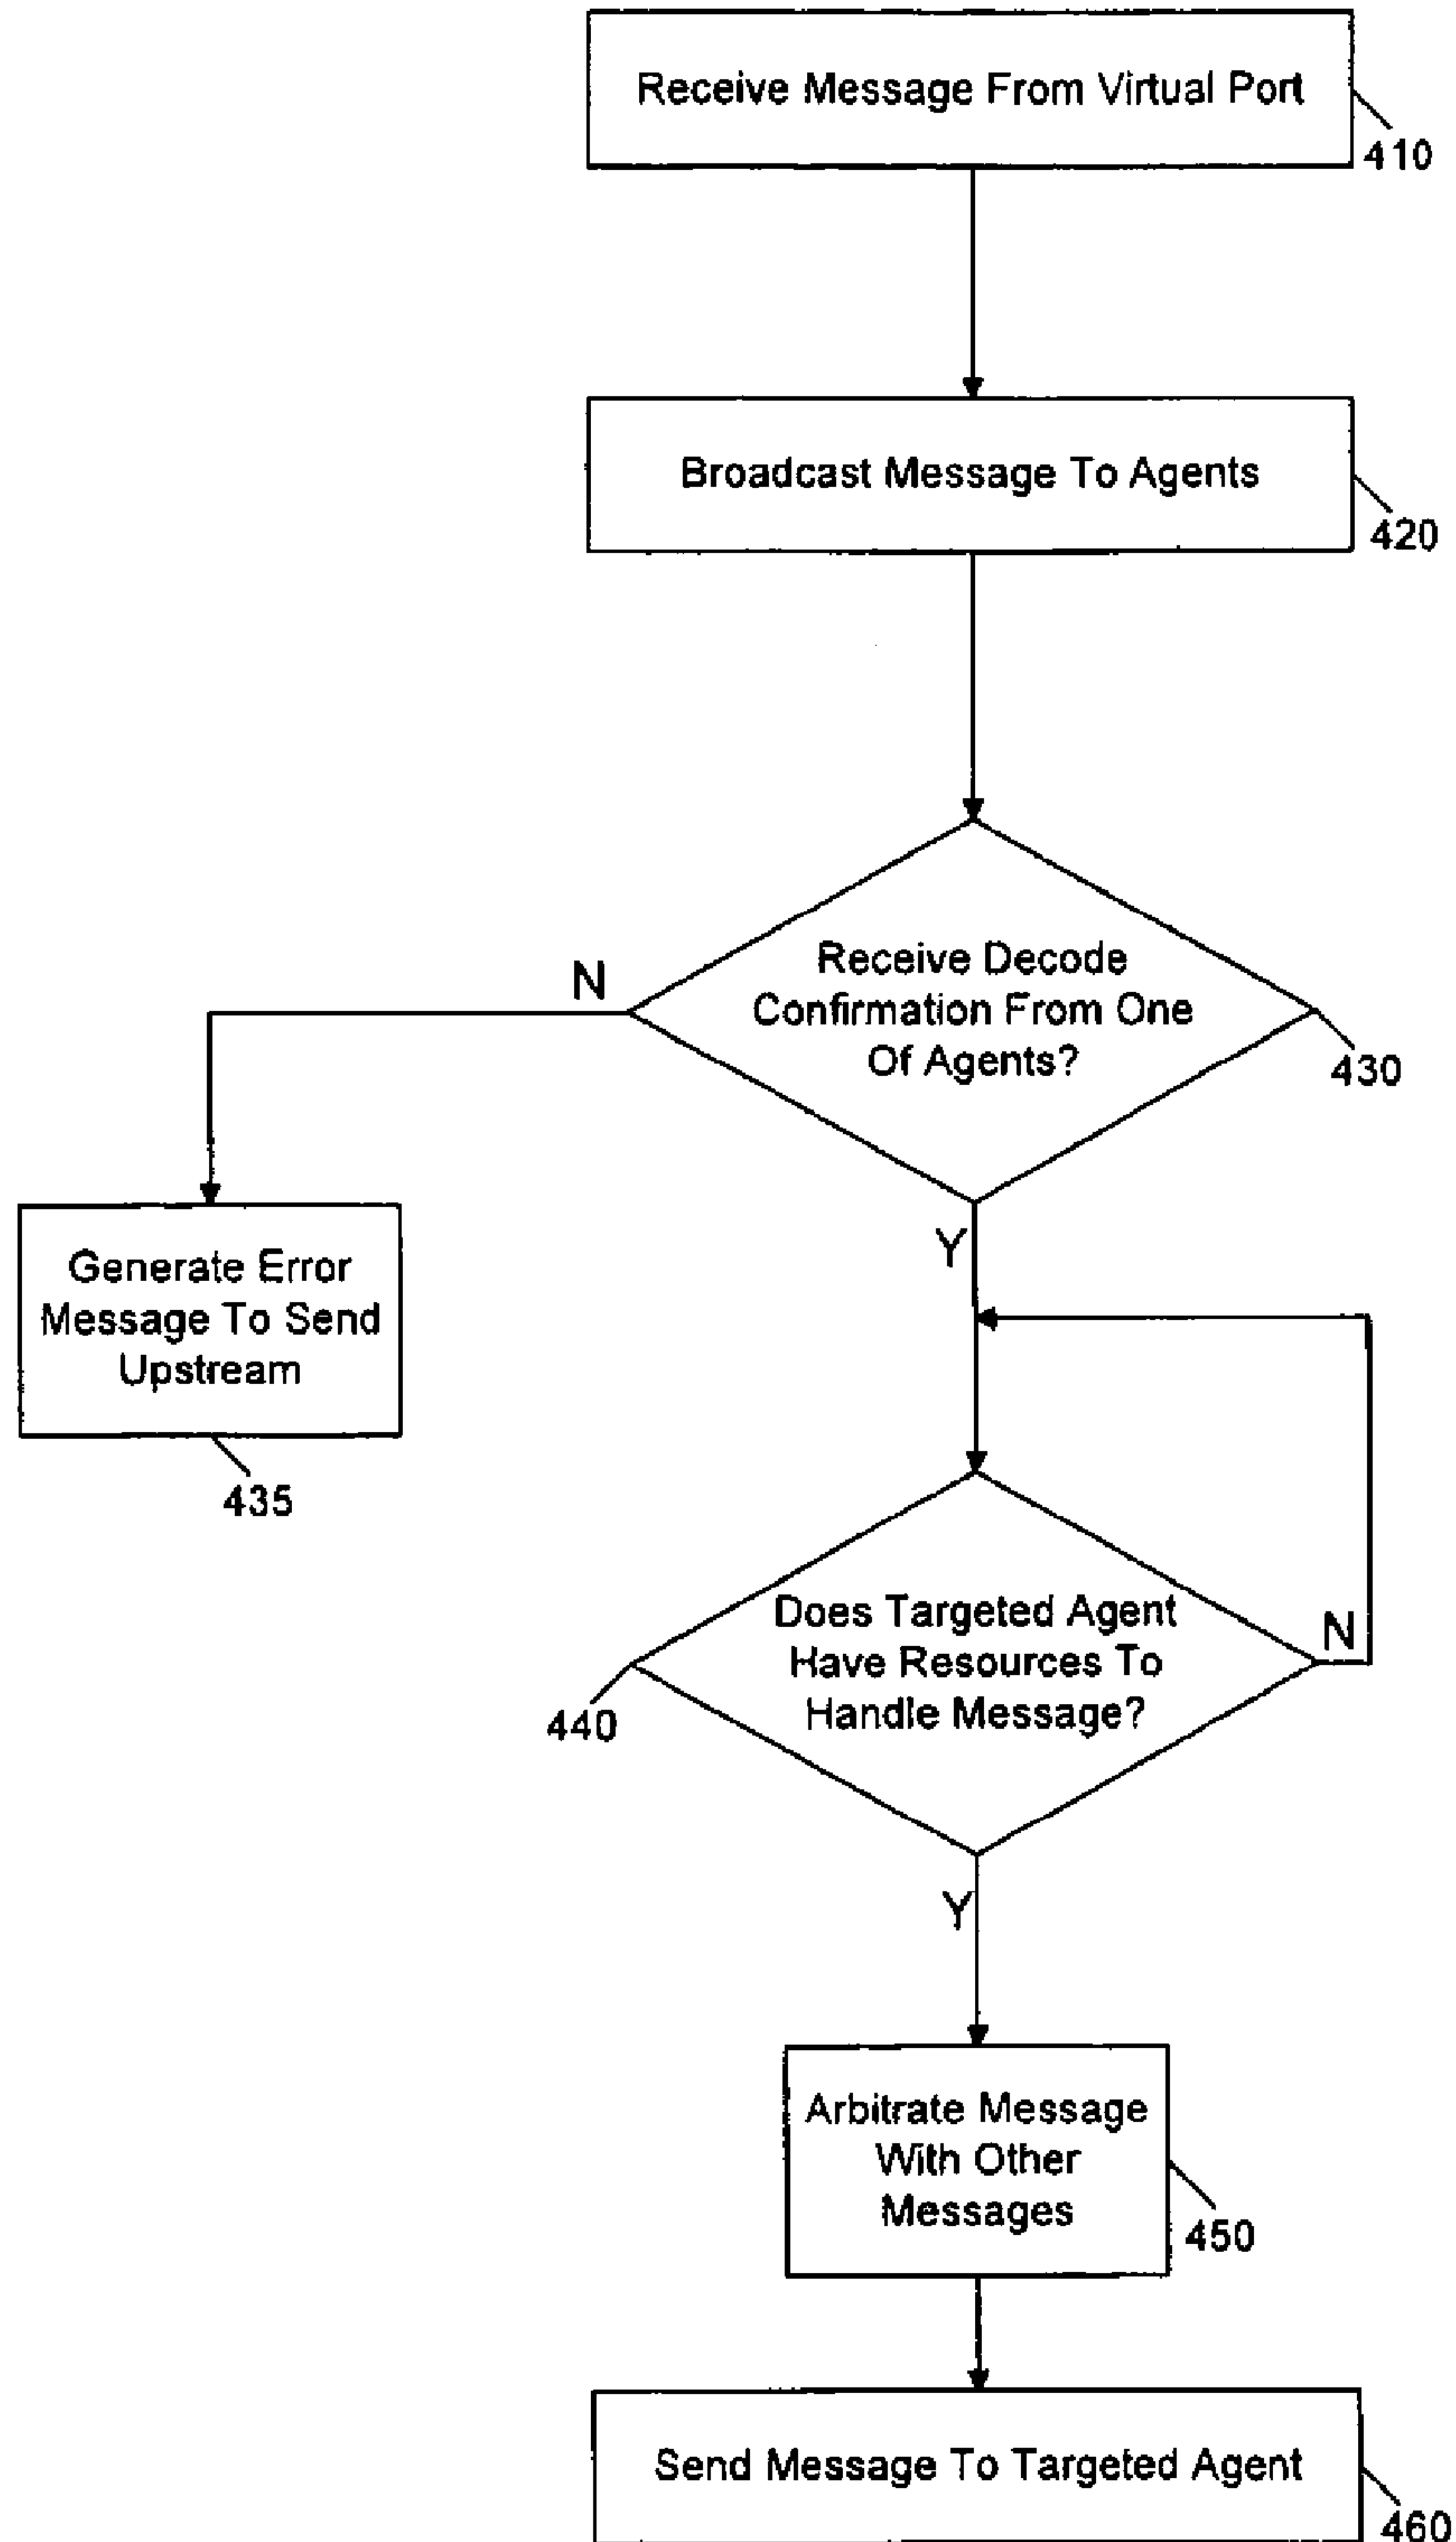 Receive Message From Virtual Port
410
Broadcast Message To Agents
420
Receive Decode
Confirmation From One
Of Agents?
430
N
Y
Generate Error
Message To Send
Upstream
435
Does Targeted Agent
Have Resources To
Handle Message?
440
N
Y
Arbitrate Message
With Other
Messages
450
Send Message To Targeted Agent
460